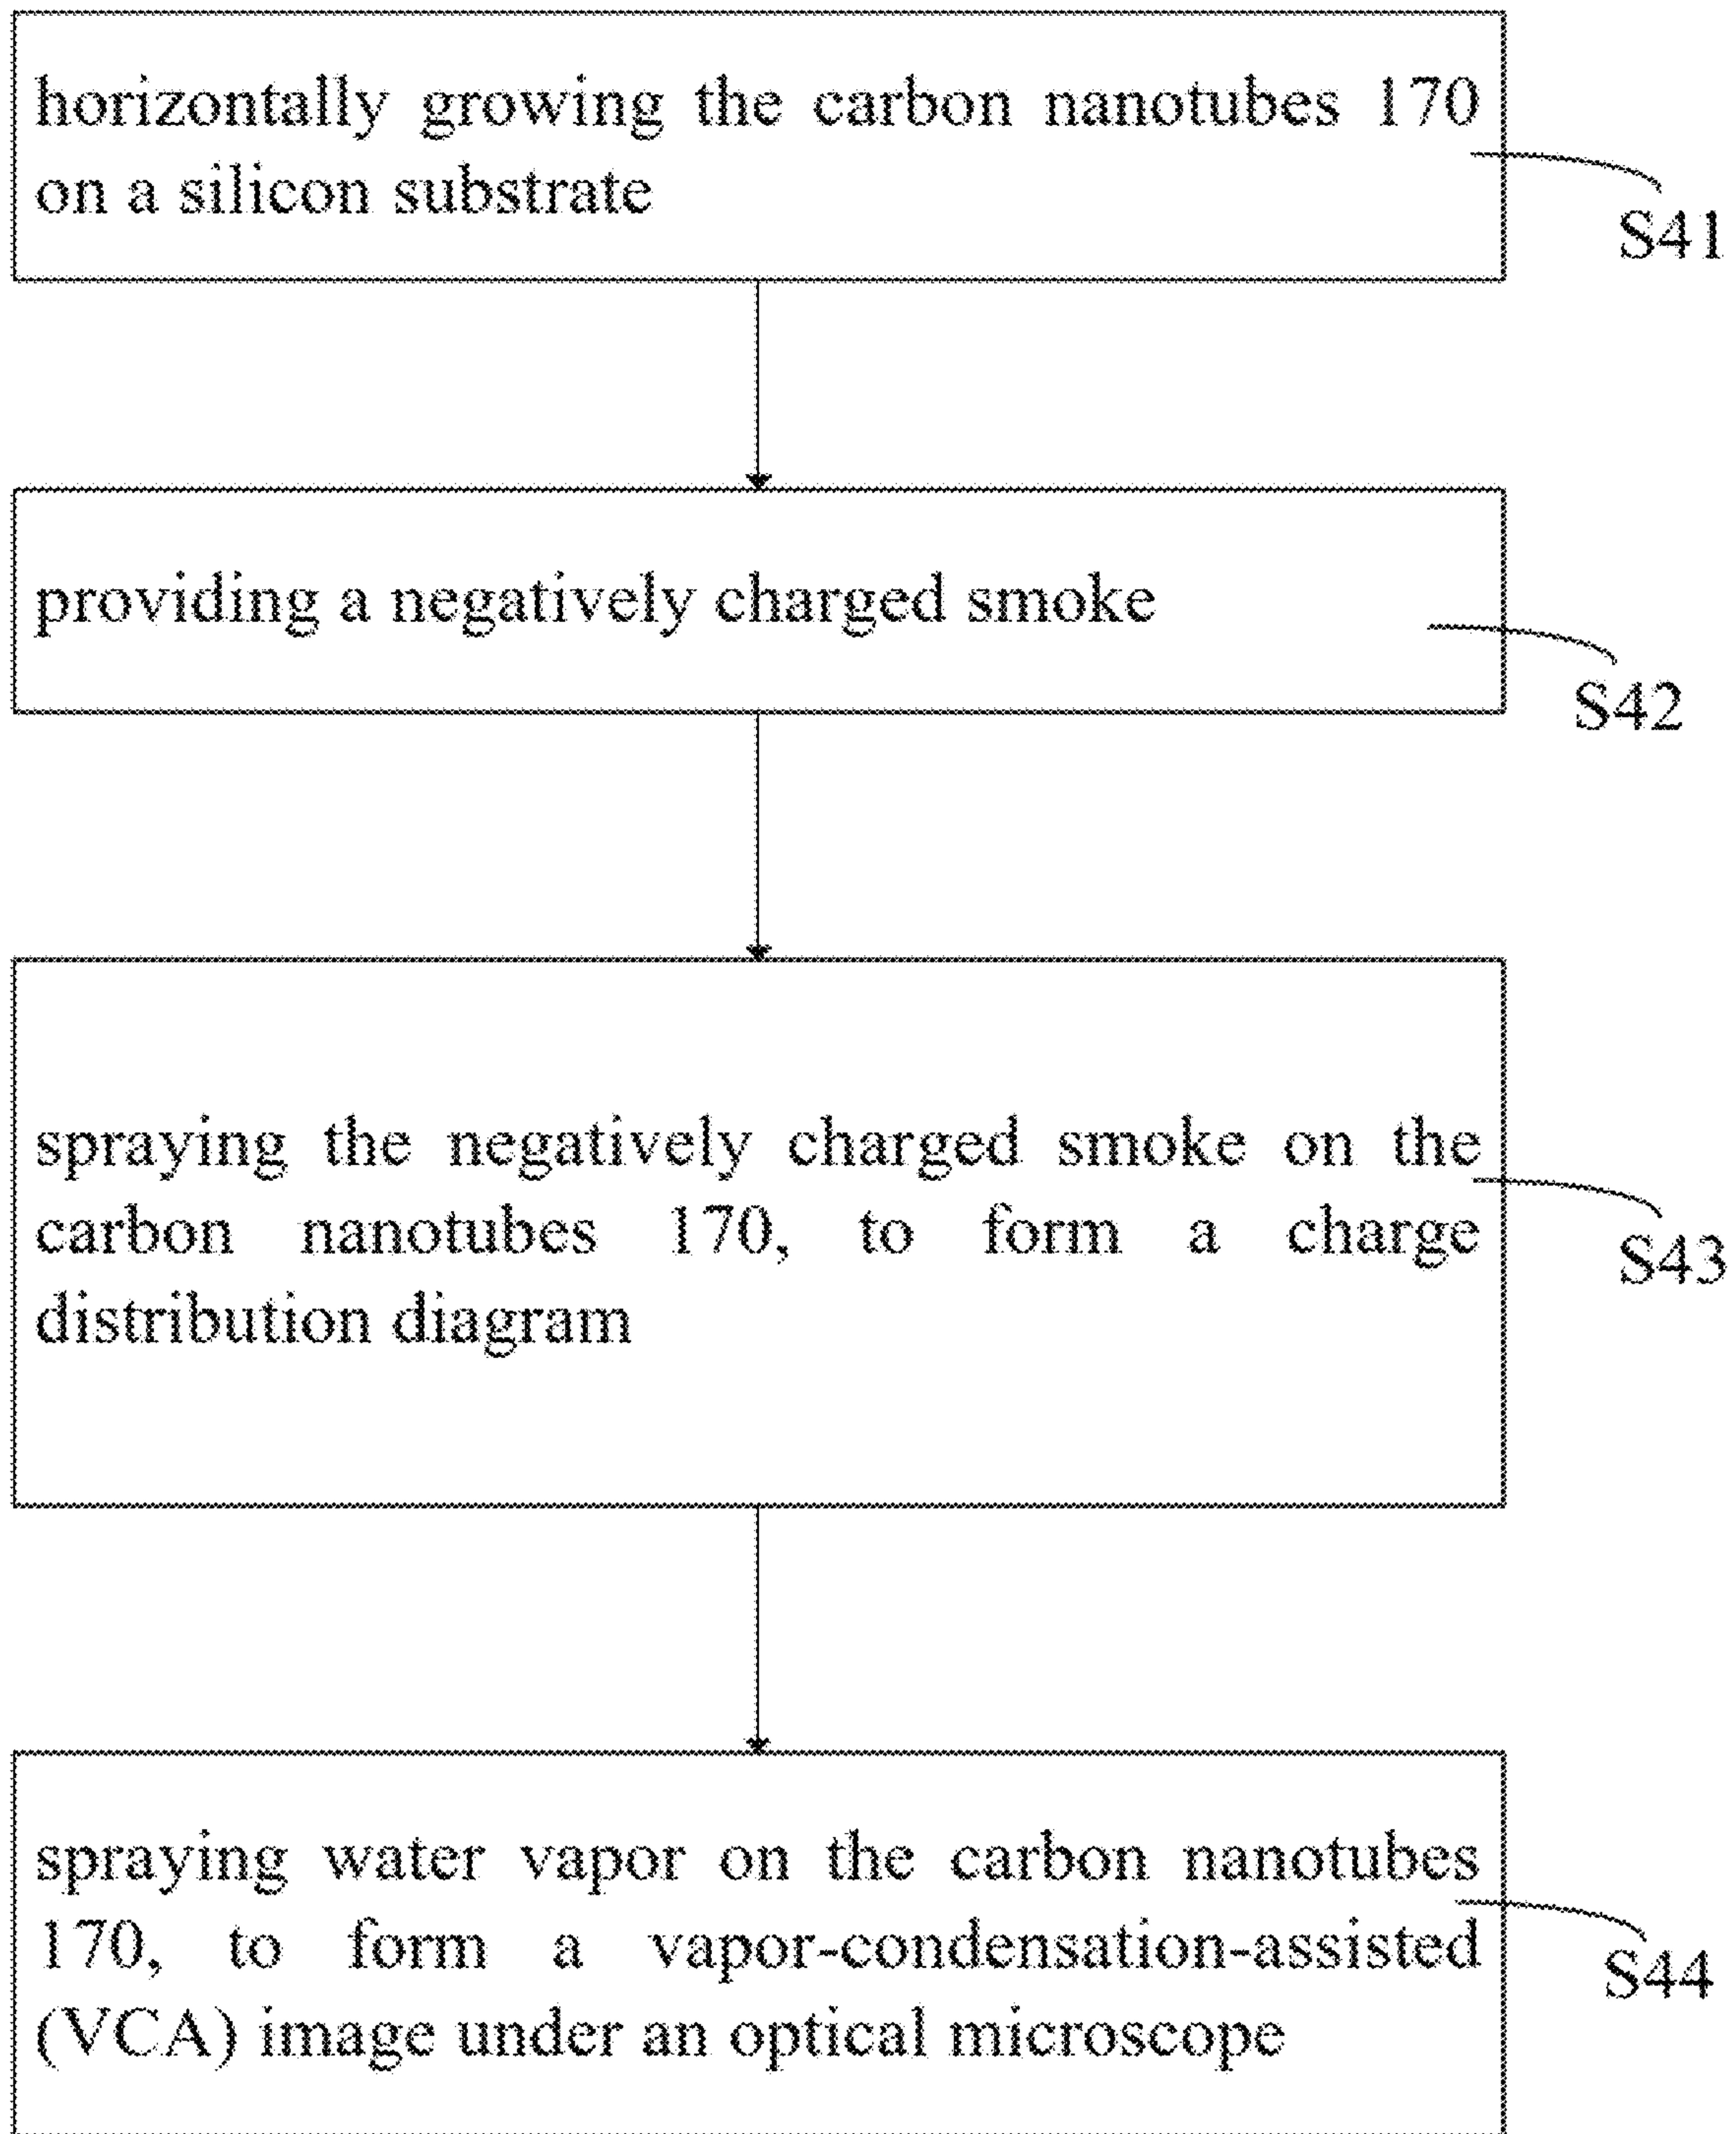 horizontally growing the carbon nanotubes 170
on a silicon substrate
S41
providing a negatively charged smoke
S42
spraying the negatively charged smoke on the
carbon nanotubes 170, to form a charge
distribution diagram
S43
spraying water vapor on the carbon nanotubes
170, to form a vapor-condensation-assisted
(VCA) image under an optical microscope
S44